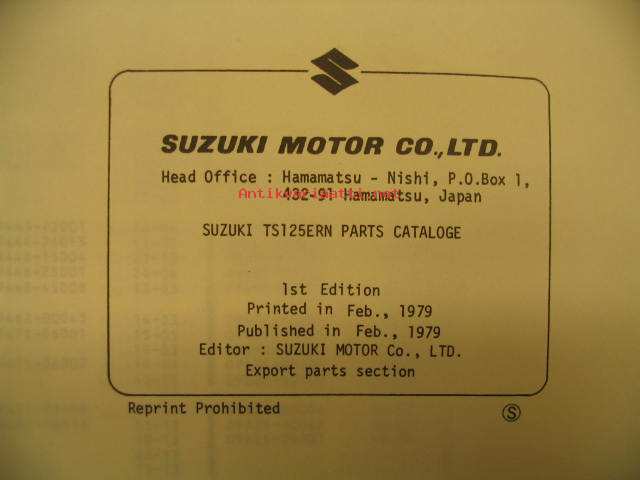 SUZUKI MOTOR CO., LTD.
Head Office : Hamamatsu - Nishi, P.O.Box 1,
432-91 Hamamatsu, Japan
SUZUKI TS125ERN PARTS CATALOGE
1st Edition
Printed in Feb., 1979
Published in Feb., 1979
Editor : SUZUKI MOTOR Co., LTD.
Export parts section
Reprint Prohibited
S